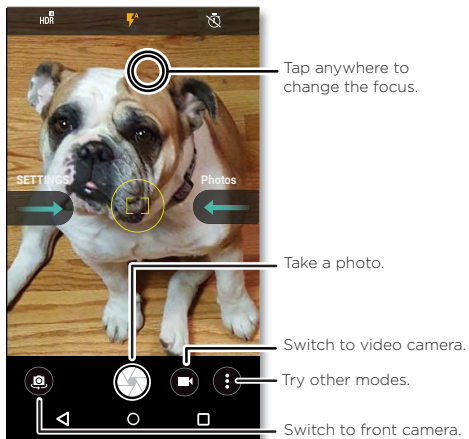 HDR
A
Tap anywhere to
change the focus.
SETTINGS
Photos
Take a photo.
Switch to video camera.
Try other modes.
Switch to front camera.